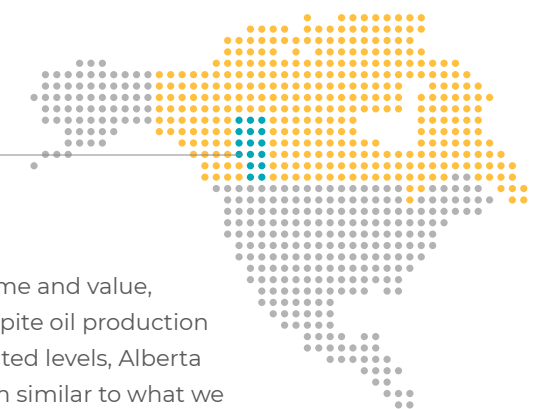 me and value,
pite oil production
ted levels, Alberta
n similar to what we